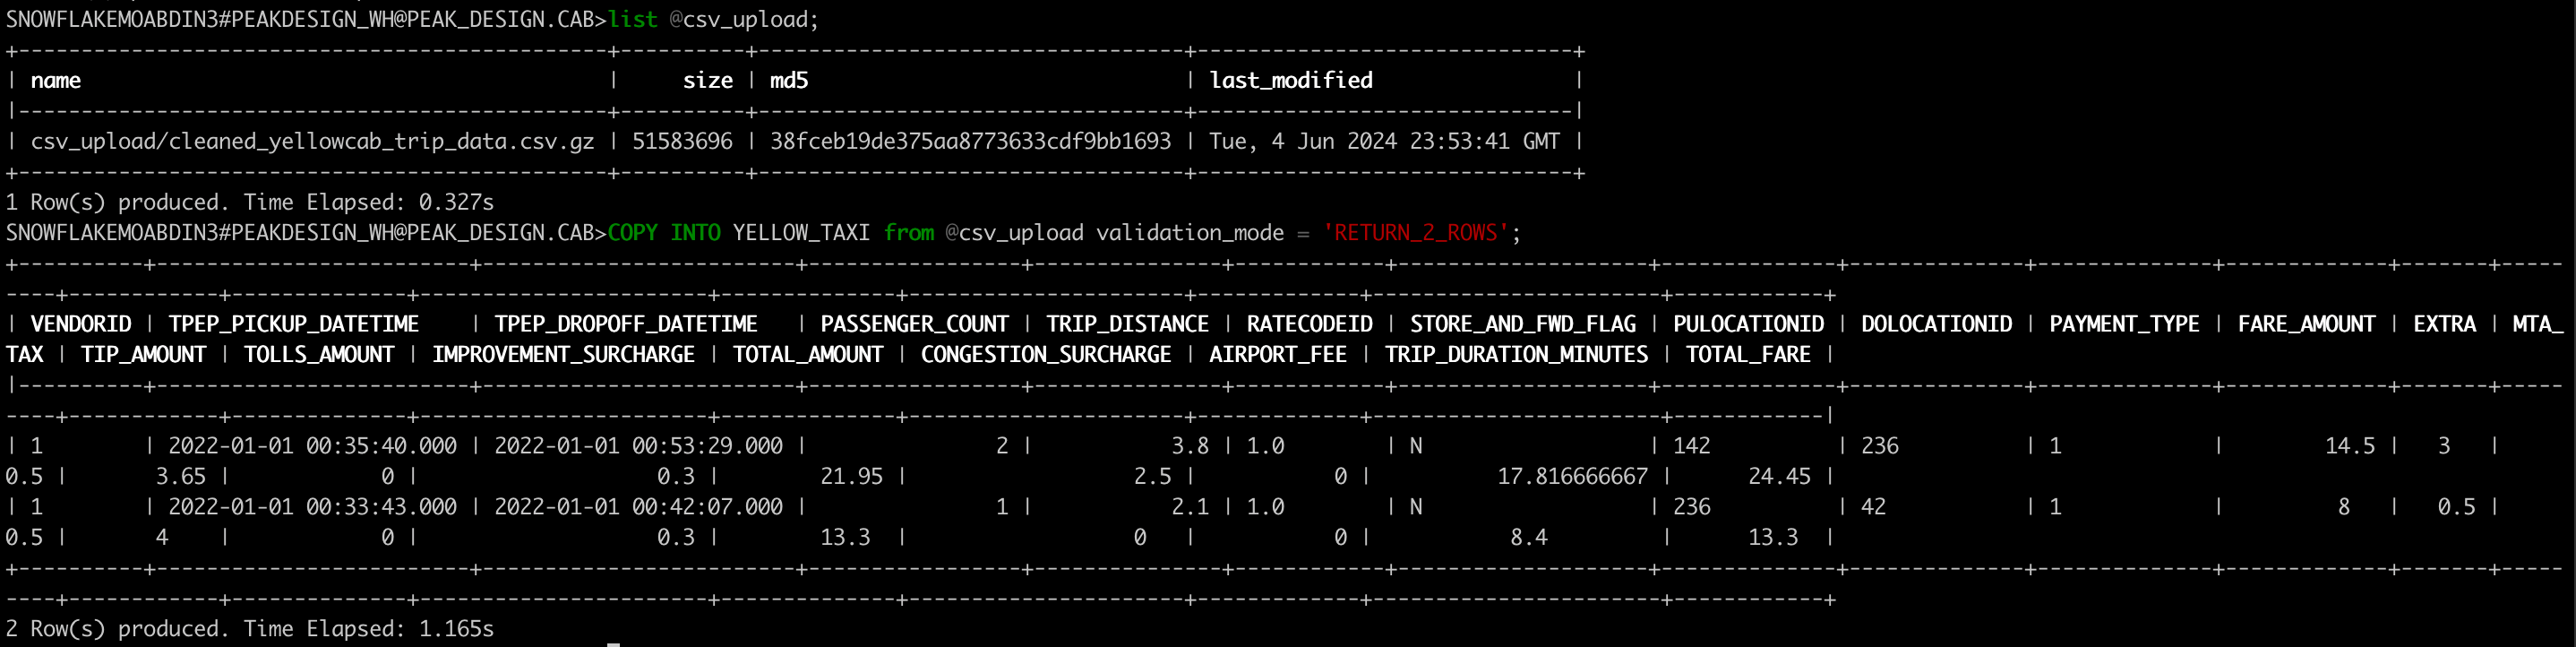 SNOWFLAKEMOABDIN3#PEAKDESIGN_WH@PEAK_DESIGN.CAB>list @csv_upload;
+------------------------------------------------+----------+----------------------------------+-------------------------------+
| name                                           |     size | md5                              | last_modified                 |
|------------------------------------------------+----------+----------------------------------+-------------------------------|
| csv_upload/cleaned_yellowcab_trip_data.csv.gz | 51583696 | 38fceb19de375aa8773633cdf9bb1693 | Tue, 4 Jun 2024 23:53:41 GMT |
+------------------------------------------------+----------+----------------------------------+-------------------------------+
1 Row(s) produced. Time Elapsed: 0.327s
SNOWFLAKEMOABDIN3#PEAKDESIGN_WH@PEAK_DESIGN.CAB>COPY INTO YELLOW_TAXI from @csv_upload validation_mode = 'RETURN_2_ROWS';
+----------+-------------------------+-------------------------+-----------------+---------------+------------+--------------------+--------------+--------------+--------------+-------------+-------+-----
----+------------+--------------+-----------------------+--------------+----------------------+-------------+-----------------------+------------+
| VENDORID | TPEP_PICKUP_DATETIME    | TPEP_DROPOFF_DATETIME   | PASSENGER_COUNT | TRIP_DISTANCE | RATECODEID | STORE_AND_FWD_FLAG | PULOCATIONID | DOLOCATIONID | PAYMENT_TYPE | FARE_AMOUNT | EXTRA | MTA_
TAX | TIP_AMOUNT | TOLLS_AMOUNT | IMPROVEMENT_SURCHARGE | TOTAL_AMOUNT | CONGESTION_SURCHARGE | AIRPORT_FEE | TRIP_DURATION_MINUTES | TOTAL_FARE |
|----------+-------------------------+-------------------------+-----------------+---------------+------------+--------------------+--------------+--------------+--------------+-------------+-------+-----
----+------------+--------------+-----------------------+--------------+----------------------+-------------+-----------------------+------------|
| 1        | 2022-01-01 00:35:40.000 | 2022-01-01 00:53:29.000 |               2 |           3.8 | 1.0        | N                  | 142          | 236          | 1            |        14.5 |   3   |
0.5 |       3.65 |            0 |                   0.3 |        21.95 |                  2.5 |           0 |          17.816666667 |      24.45 |
| 1        | 2022-01-01 00:33:43.000 | 2022-01-01 00:42:07.000 |               1 |           2.1 | 1.0        | N                  | 236          | 42           | 1            |         8   |   0.5 |
0.5 |       4    |            0 |                   0.3 |        13.3  |                  0   |           0 |           8.4         |      13.3  |
+----------+-------------------------+-------------------------+-----------------+---------------+------------+--------------------+--------------+--------------+--------------+-------------+-------+-----
----+------------+--------------+-----------------------+--------------+----------------------+-------------+-----------------------+------------+
2 Row(s) produced. Time Elapsed: 1.165s